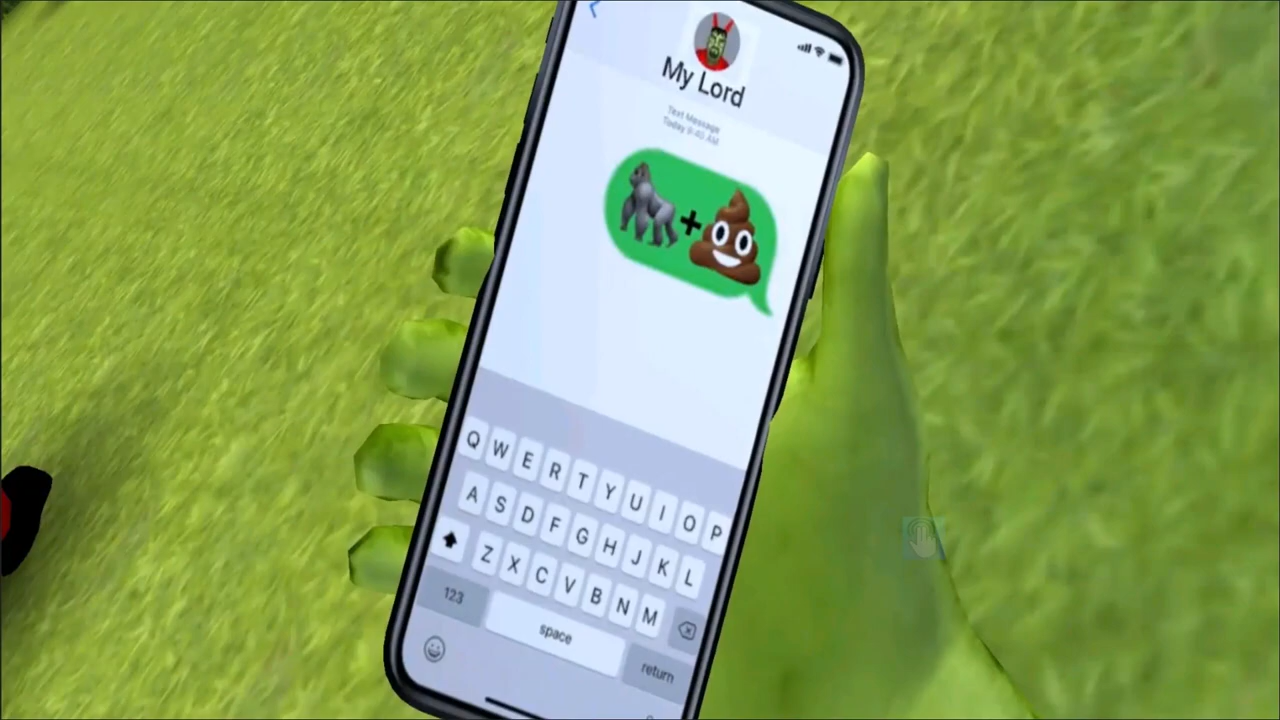 My Lord
Text Message
Today 9:40 AM
+
Q W E R T Y U I O P
A S D F G H J K L
Z X C V B N M
123
space
return